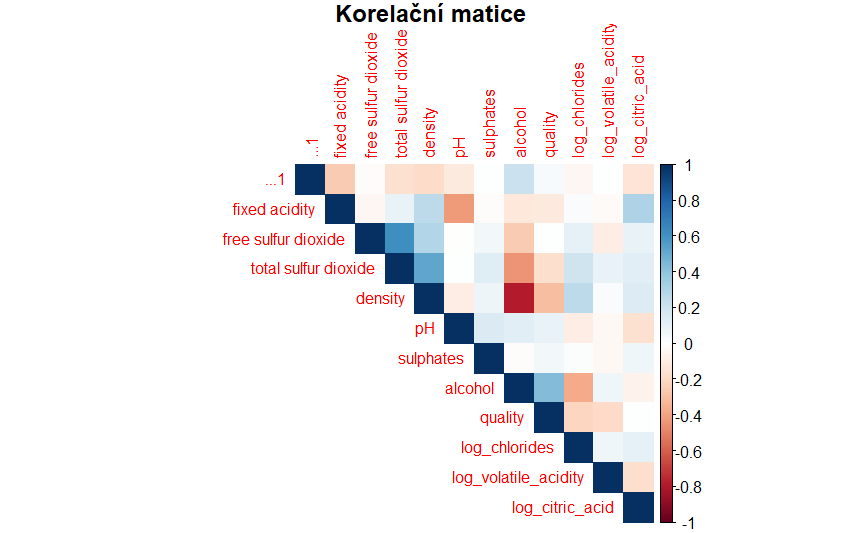 Korelační matice
...1
fixed acidity
free sulfur dioxide
total sulfur dioxide
density
pH
sulphates
alcohol
quality
log_chlorides
log_volatile_acidity
log_citric_acid
...1
fixed acidity
free sulfur dioxide
total sulfur dioxide
density
pH
sulphates
alcohol
quality
log_chlorides
log_volatile_acidity
log_citric_acid
1
0.8
0.6
0.4
0.2
0
-0.2
-0.4
-0.6
-0.8
-1